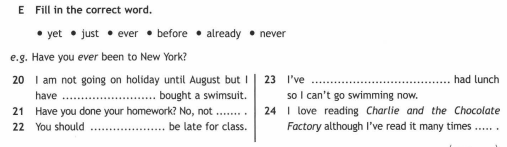 E Fill in the correct word.
• yet • just • ever • before • already • never
e.g. Have you ever been to New York?
20 I am not going on holiday until August but I
have .......................... bought a swimsuit.
21 Have you done your homework? No, not ....... .
22 You should .................... be late for class.
23 I've ................................... had lunch
so I can't go swimming now.
24 I love reading Charlie and the Chocolate
Factory although I've read it many times ..... .